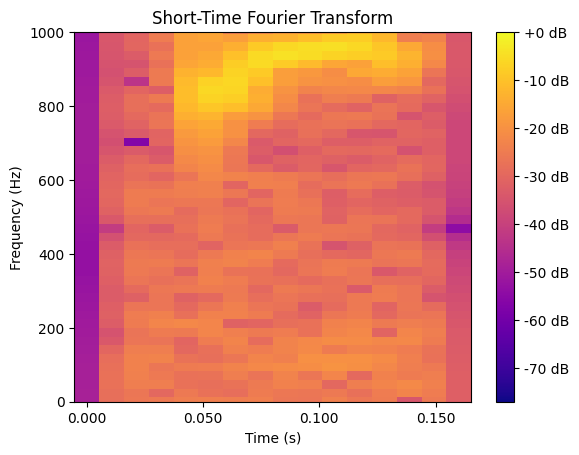 Short-Time Fourier Transform
1000
800
600
400
200
0
Frequency (Hz)
0.000
0.050
0.100
0.150
Time (s)
+0 dB
-10 dB
-20 dB
-30 dB
-40 dB
-50 dB
-60 dB
-70 dB